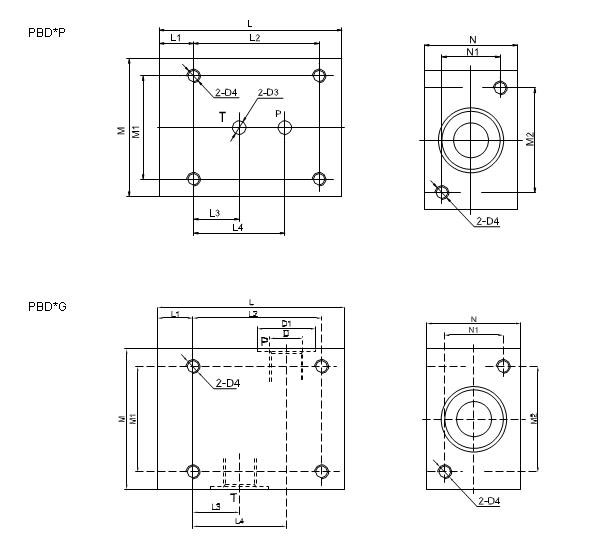 PBD*P
L
L1 L2
2-D4 2-D3
T P
M M1
L3
L4
N
N1
M2
2-D4
PBD*G
L
L1 L2
D1
D
P
2-D4
M M1
T
L3
L4
N
N1
M2
2-D4